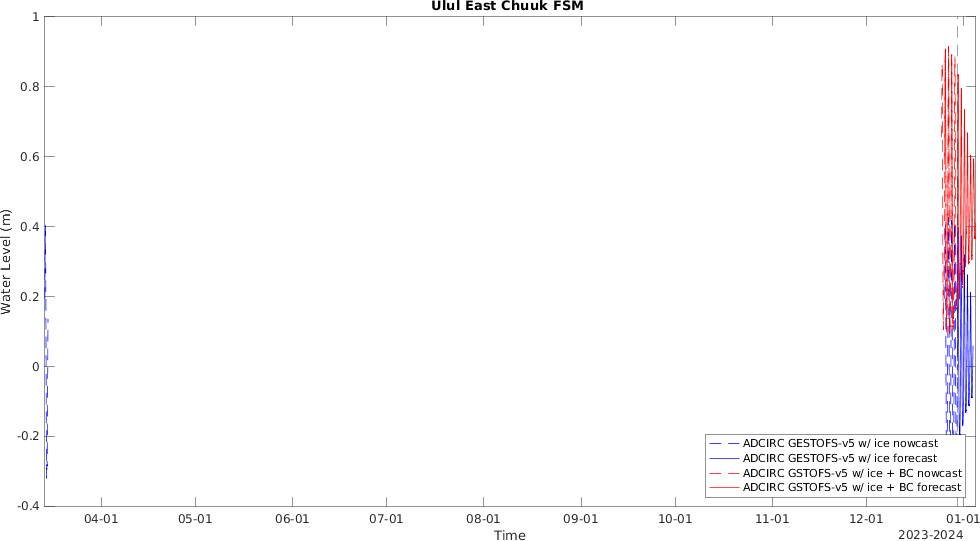 Ulul East Chuuk FSM
1
0.8
0.6
0.4
0.2
0
-0.2
-0.4
Water Level (m)
ADCIRC GESTOFS-v5 w/ ice nowcast
ADCIRC GESTOFS-v5 w/ ice forecast
ADCIRC GSTOFS-v5 w/ ice + BC nowcast
ADCIRC GSTOFS-v5 w/ ice + BC forecast
04-01 05-01 06-01 07-01 08-01 09-01 10-01 11-01 12-01 01-01
Time
2023-2024